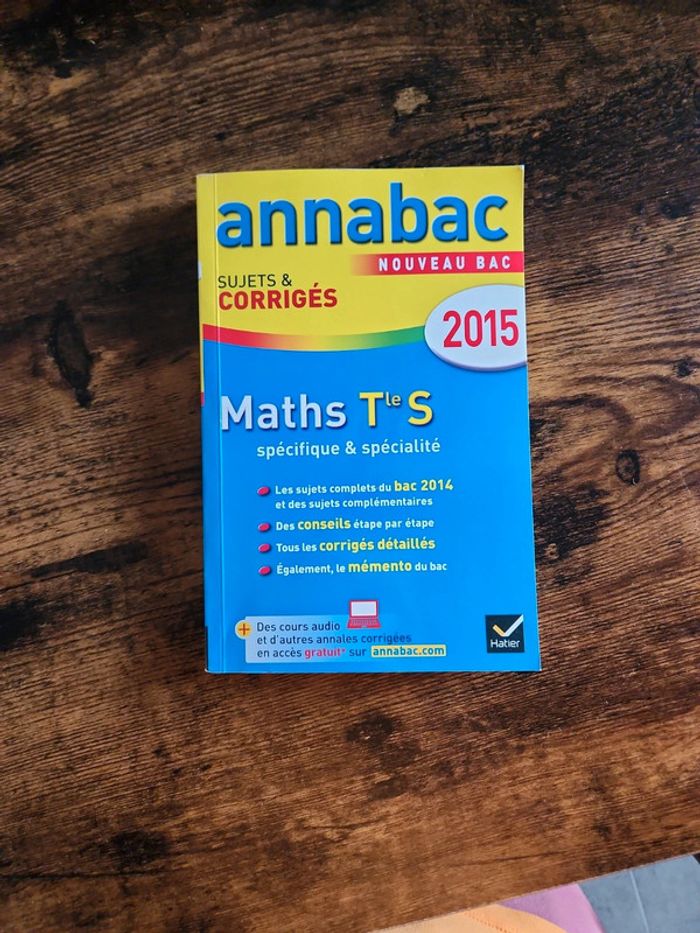 annabac
NOUVEAU BAC
SUJETS &
CORRIGÉS
2015
Maths Tle S
spécifique & spécialité
Les sujets complets du bac 2014
et des sujets complémentaires
Des conseils étape par étape
Tous les corrigés détaillés
Également, le mémento du bac
+ Des cours audio
et d'autres annales corrigées
en accès gratuit* sur annabac.com
Hatier